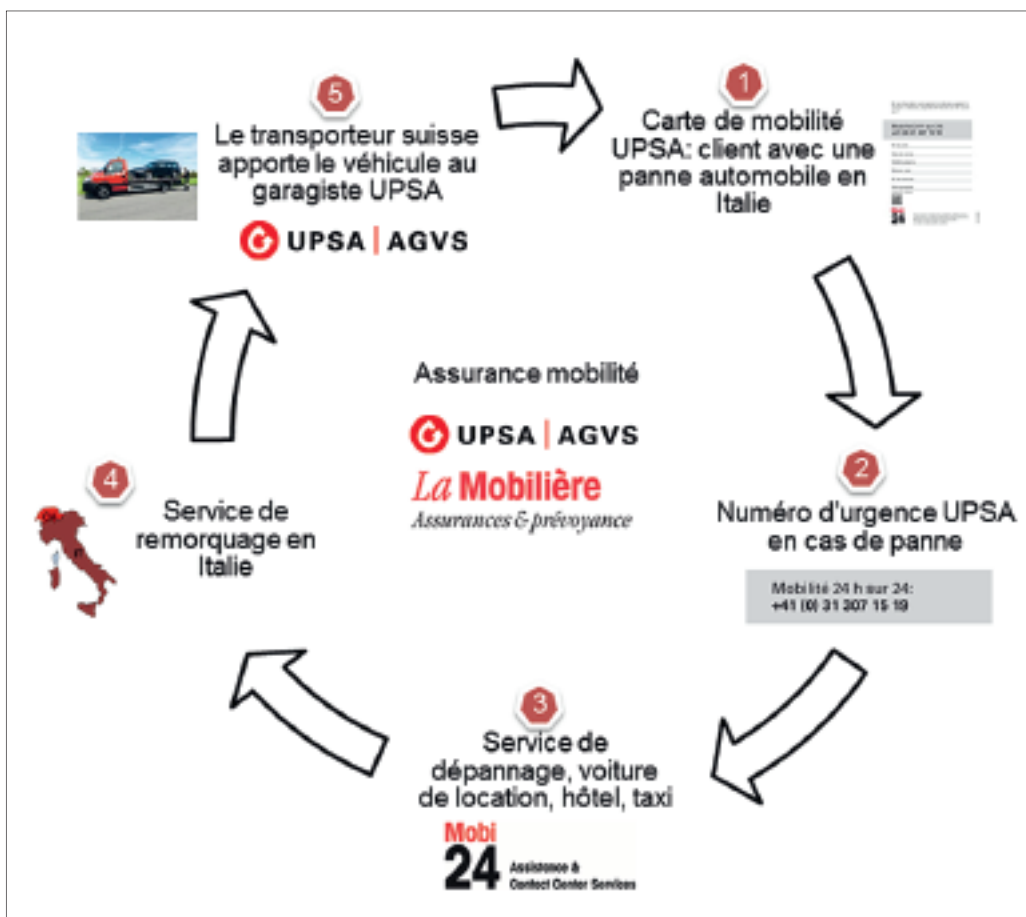 5
Le transporteur suisse
apporte le véhicule au
garagiste UPSA
UPSA | AGVS
1
Carte de mobilité
UPSA: client avec une
panne automobile en
Italie
Mobi
24
Assurance mobilité
UPSA | AGVS
La Mobilière
Assurances & prévoyance
2
Numéro d'urgence UPSA
en cas de panne
Mobilité 24 h sur 24:
+41 (0) 31 307 15 19
4
Service de
remorquage en
Italie
3
Service de
dépannage, voiture
de location, hôtel, taxi
Mobi
24 Assistance &
Contact Center Services